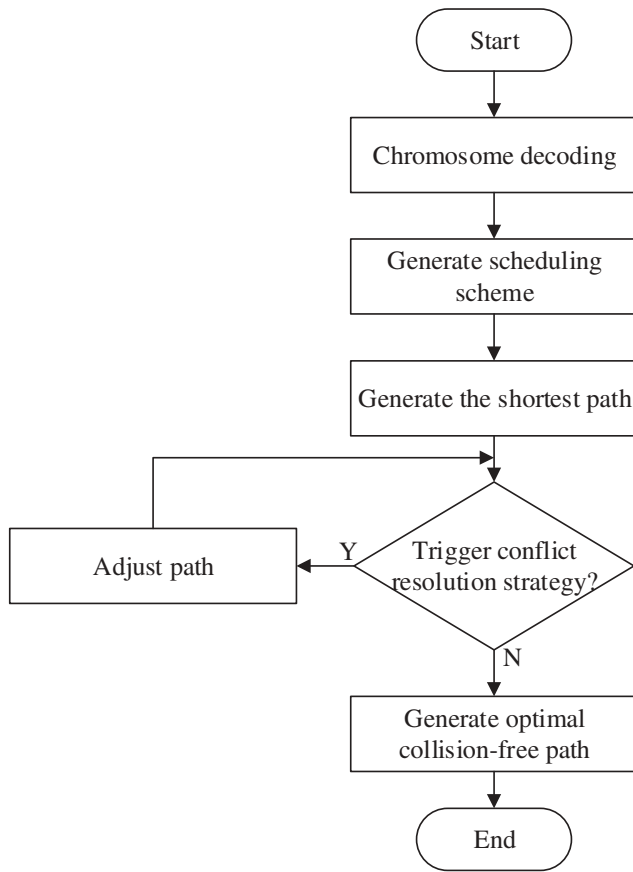 Start
Chromosome decoding
Generate scheduling
scheme
Generate the shortest path
Adjust path
Y
Trigger conflict
resolution strategy?
N
Generate optimal
collision-free path
End